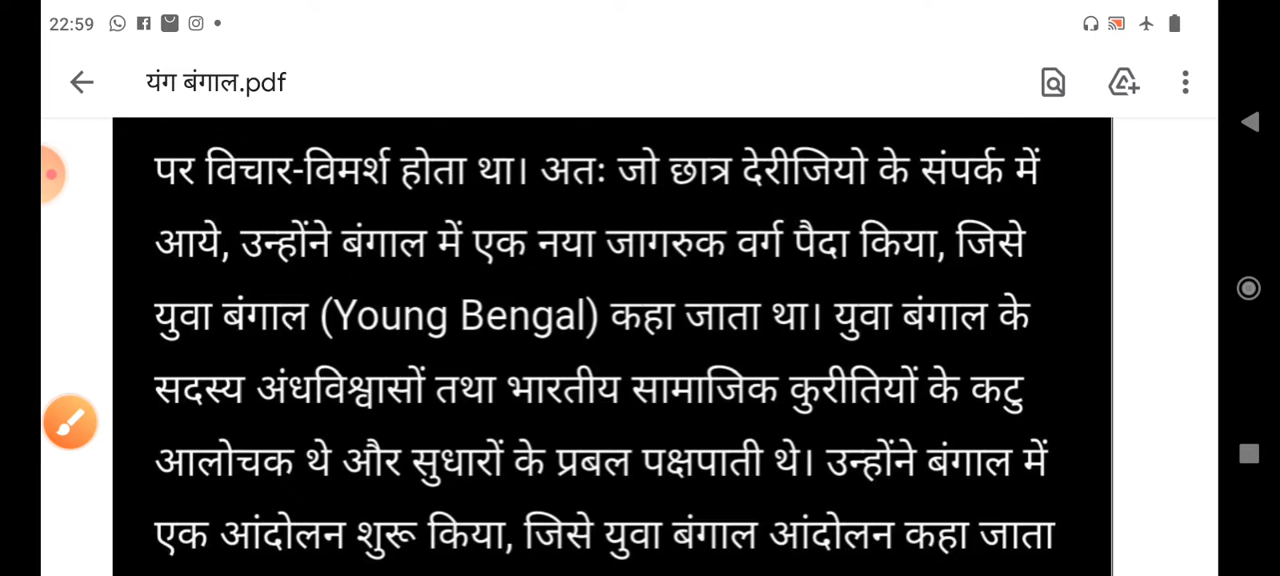 22:59
यंग बंगाल.pdf
पर विचार-विमर्श होता था। अतः जो छात्र देरीजियो के संपर्क में
आये, उन्होंने बंगाल में एक नया जागरुक वर्ग पैदा किया, जिसे
युवा बंगाल (Young Bengal) कहा जाता था। युवा बंगाल के
सदस्य अंधविश्वासों तथा भारतीय सामाजिक कुरीतियों के कटु
आलोचक थे और सुधारों के प्रबल पक्षपाती थे। उन्होंने बंगाल में
एक आंदोलन शुरू किया, जिसे युवा बंगाल आंदोलन कहा जाता